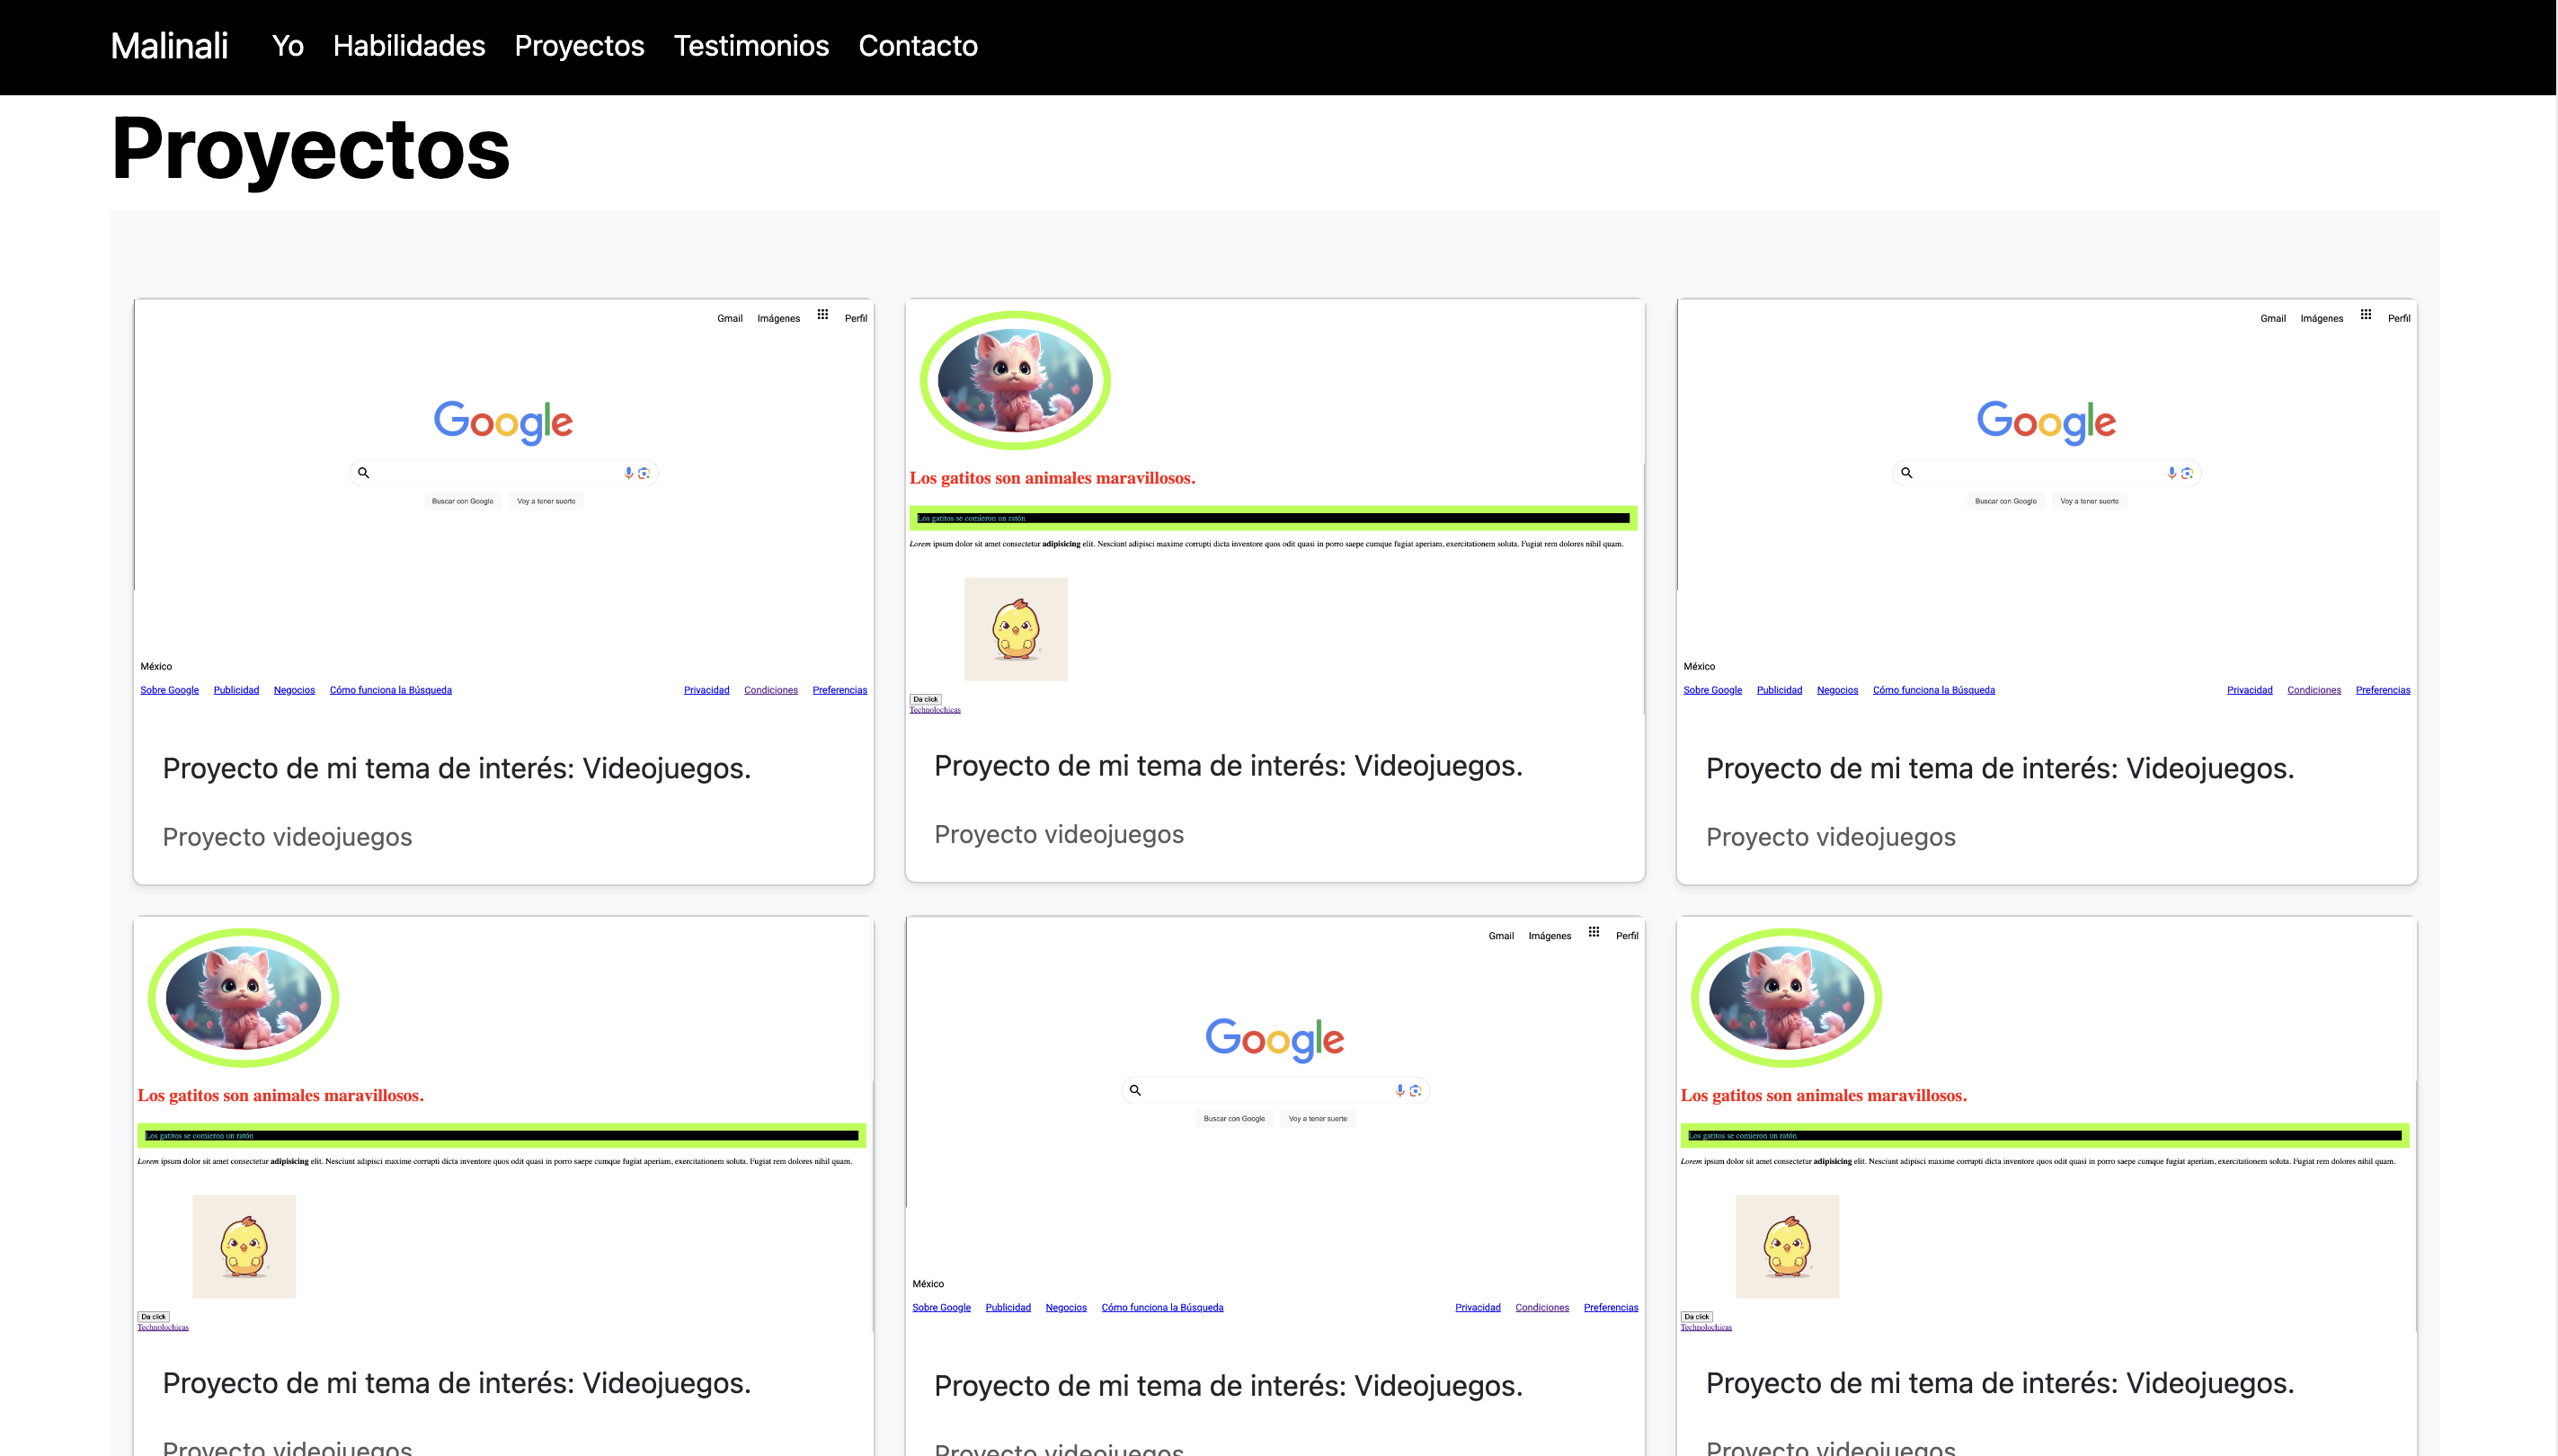 Malinali Yo Habilidades Proyectos Testimonios Contacto
Proyectos
Gmail Imágenes Perfil
Google
Buscar con Google Voy a tener suerte
México
Sobre Google Publicidad Negocios Cómo funciona la Búsqueda Privacidad Condiciones Preferencias
Proyecto de mi tema de interés: Videojuegos.
Proyecto videojuegos
Los gatitos son animales maravillosos.
Los gatitos se comieron un ratón
Lorem ipsum dolor sit amet consectetur adipisicing elit. Nesciunt adipisci maxime corrupti dicta inventore quos odit quasi in porro saepe cumque fugiat aperiam, exercitationem soluta. Fugiat rem dolores nihil quam.
Da click
Technolochicas
Proyecto de mi tema de interés: Videojuegos.
Proyecto videojuegos
Gmail Imágenes Perfil
Google
Buscar con Google Voy a tener suerte
México
Sobre Google Publicidad Negocios Cómo funciona la Búsqueda Privacidad Condiciones Preferencias
Proyecto de mi tema de interés: Videojuegos.
Proyecto videojuegos
Los gatitos son animales maravillosos.
Los gatitos se comieron un ratón
Lorem ipsum dolor sit amet consectetur adipisicing elit. Nesciunt adipisci maxime corrupti dicta inventore quos odit quasi in porro saepe cumque fugiat aperiam, exercitationem soluta. Fugiat rem dolores nihil quam.
Da click
Technolochicas
Proyecto de mi tema de interés: Videojuegos.
Proyecto videojuegos
Gmail Imágenes Perfil
Google
Buscar con Google Voy a tener suerte
México
Sobre Google Publicidad Negocios Cómo funciona la Búsqueda Privacidad Condiciones Preferencias
Proyecto de mi tema de interés: Videojuegos.
Proyecto videojuegos
Los gatitos son animales maravillosos.
Los gatitos se comieron un ratón
Lorem ipsum dolor sit amet consectetur adipisicing elit. Nesciunt adipisci maxime corrupti dicta inventore quos odit quasi in porro saepe cumque fugiat aperiam, exercitationem soluta. Fugiat rem dolores nihil quam.
Da click
Technolochicas
Proyecto de mi tema de interés: Videojuegos.
Proyecto videojuegos